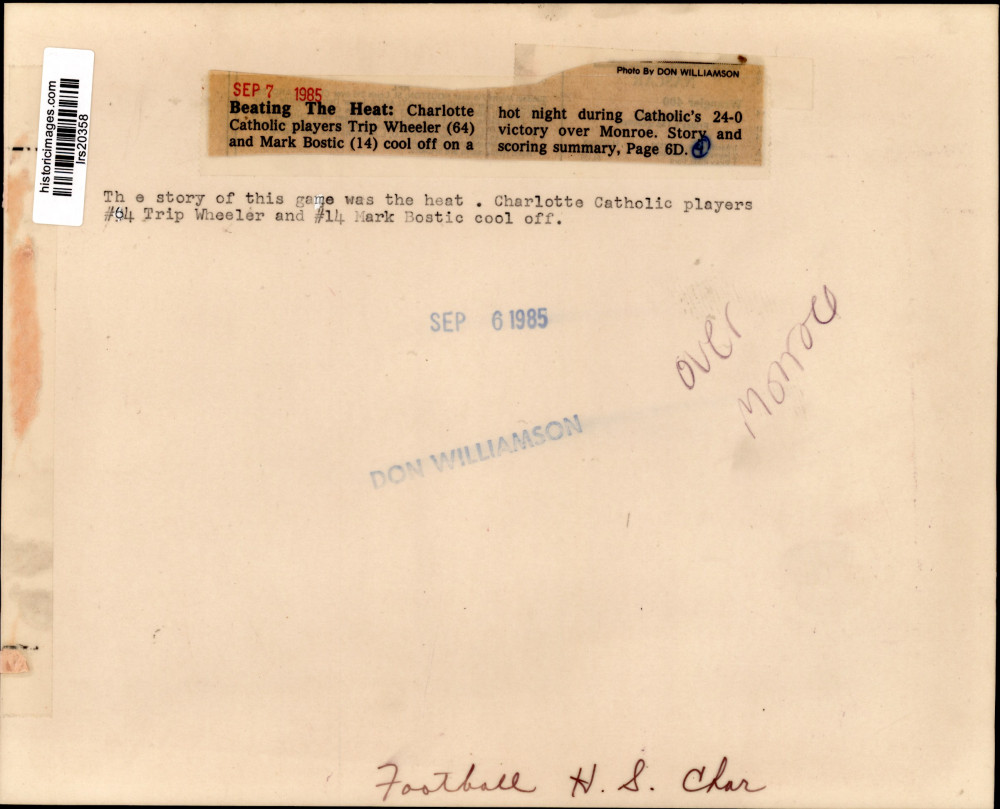 historicimages.com
lrs20358
Photo By DON WILLIAMSON
SEP 7 1985
Beating The Heat: Charlotte
Catholic players Trip Wheeler (64)
and Mark Bostic (14) cool off on a
hot night during Catholic's 24-0
victory over Monroe. Story and
scoring summary, Page 6D.
Th e story of this game was the heat . Charlotte Catholic players
#64 Trip Wheeler and #14 Mark Bostic cool off.
SEP 6 1985
over
Monroe
DON WILLIAMSON
Football H. S. Char